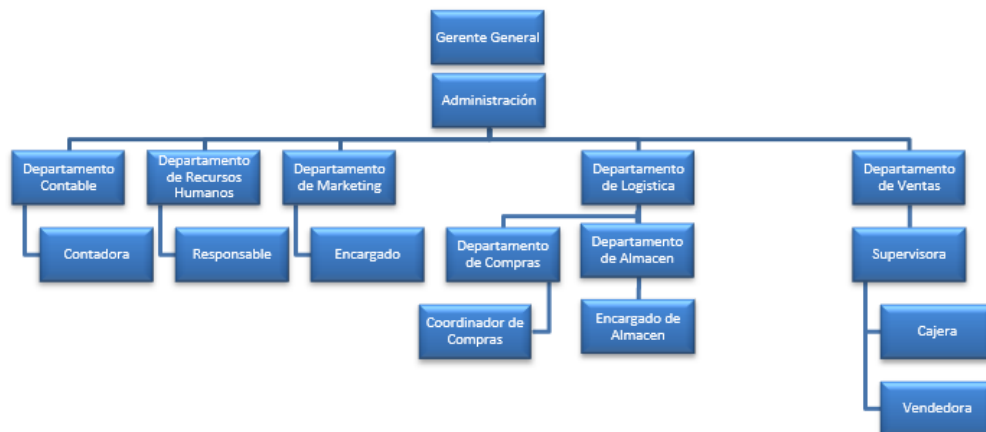 Gerente General
Administración
Departamento
Contable
Departamento
de Recursos
Humanos
Departamento
de Marketing
Departamento
de Logistica
Departamento
de Ventas
Contadora
Responsable
Encargado
Departamento
de Compras
Departamento
de Almacen
Supervisora
Coordinador de
Compras
Encargado de
Almacen
Cajera
Vendedora